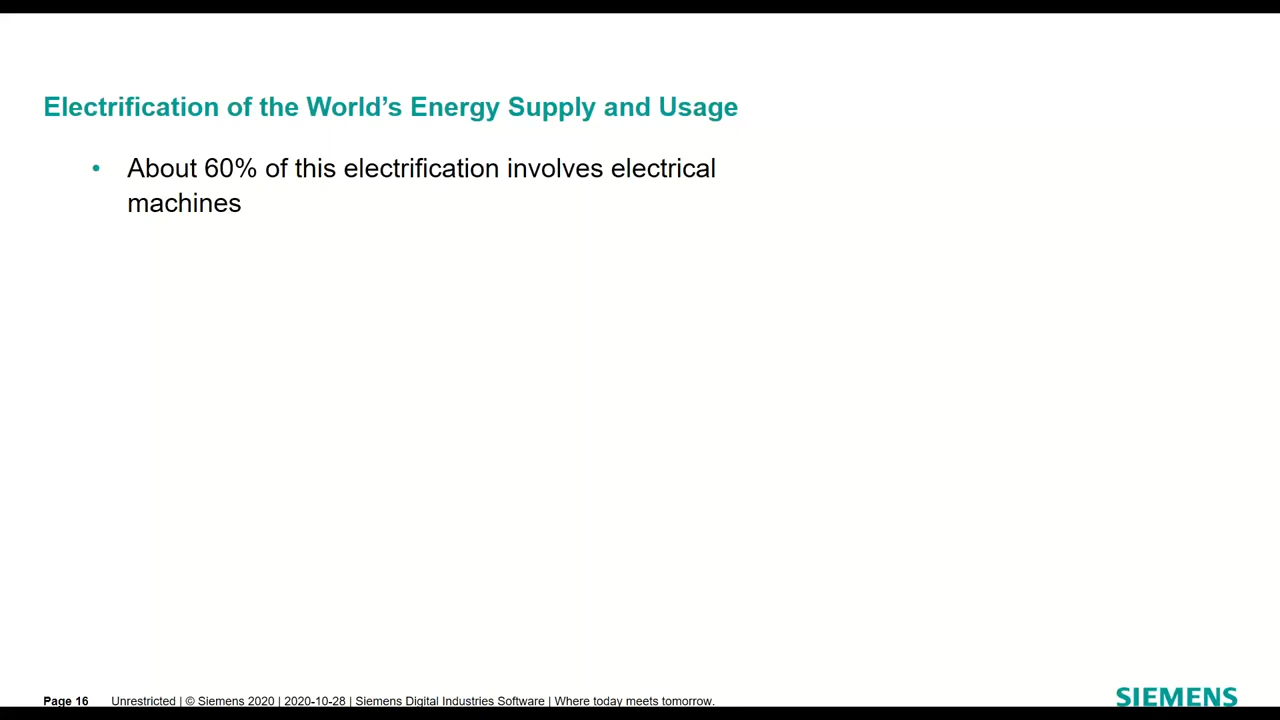 Electrification of the World’s Energy Supply and Usage
• About 60% of this electrification involves electrical
machines
Page 16 Unrestricted | © Siemens 2020 | 2020-10-28 | Siemens Digital Industries Software | Where today meets tomorrow.
SIEMENS